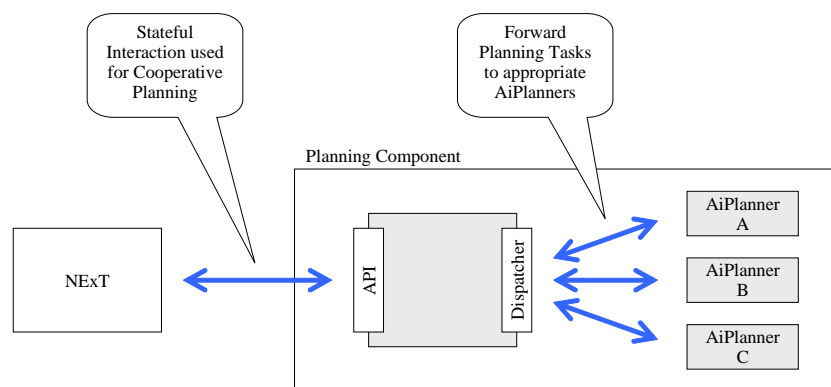 Stateful
Interaction used
for Cooperative
Planning
Forward
Planning Tasks
to appropriate
AiPlanners
Planning Component
NExT
API
Dispatcher
AiPlanner
A
AiPlanner
B
AiPlanner
C